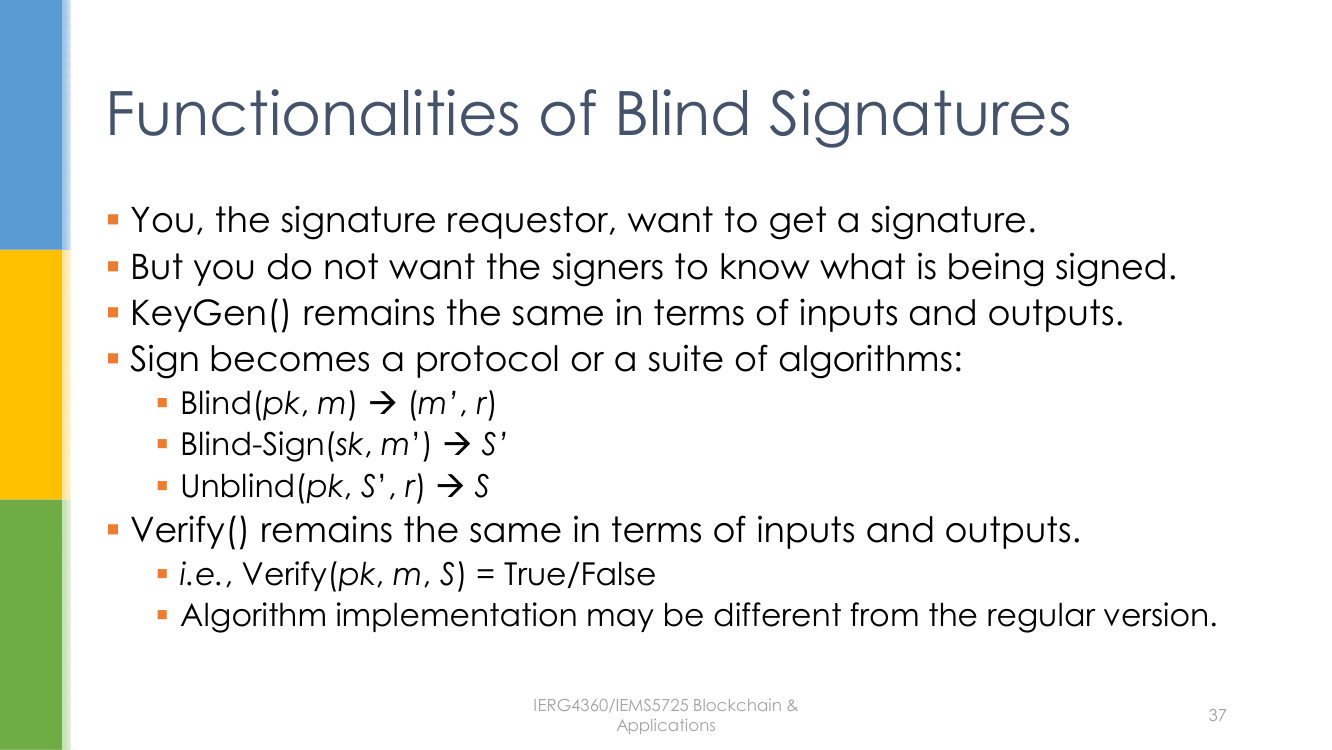 Functionalities of Blind Signatures
▪ You, the signature requestor, want to get a signature.
▪ But you do not want the signers to know what is being signed.
▪ KeyGen() remains the same in terms of inputs and outputs.
▪ Sign becomes a protocol or a suite of algorithms:
▪ Blind(pk, m) → (m’, r)
▪ Blind-Sign(sk, m’) → S’
▪ Unblind(pk, S’, r) → S
▪ Verify() remains the same in terms of inputs and outputs.
▪ i.e., Verify(pk, m, S) = True/False
▪ Algorithm implementation may be different from the regular version.
IERG4360/IEMS5725 Blockchain &
Applications
37